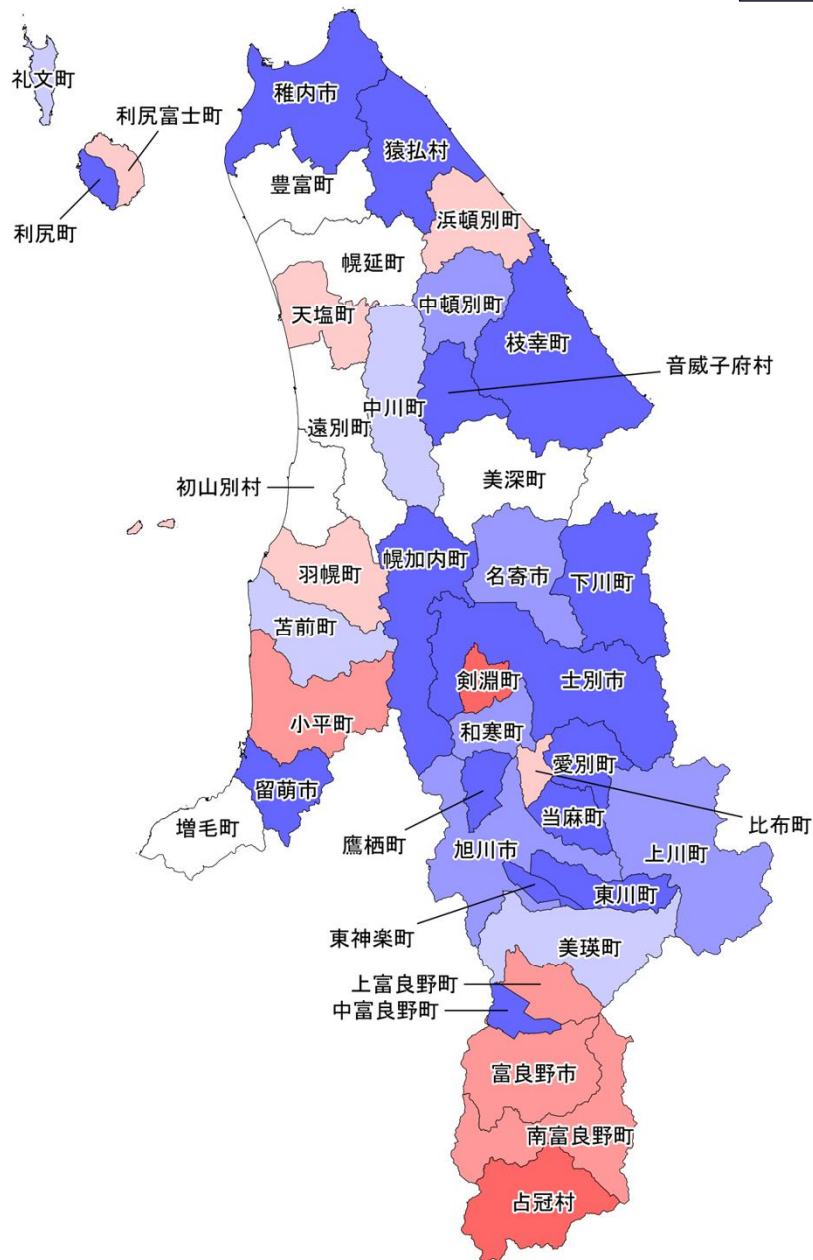 礼文町
利尻富士町
利尻町
稚内市
猿払村
豊富町
浜頓別町
幌延町
中頓別町
天塩町
枝幸町
音威子府村
中川町
遠別町
初山別村
美深町
羽幌町
幌加内町
名寄市
下川町
苫前町
剣淵町
士別市
小平町
和寒町
愛別町
留萌市
比布町
当麻町
増毛町
鷹栖町
旭川市
上川町
東川町
東神楽町
美瑛町
上富良野町
中富良野町
富良野市
南富良野町
占冠村